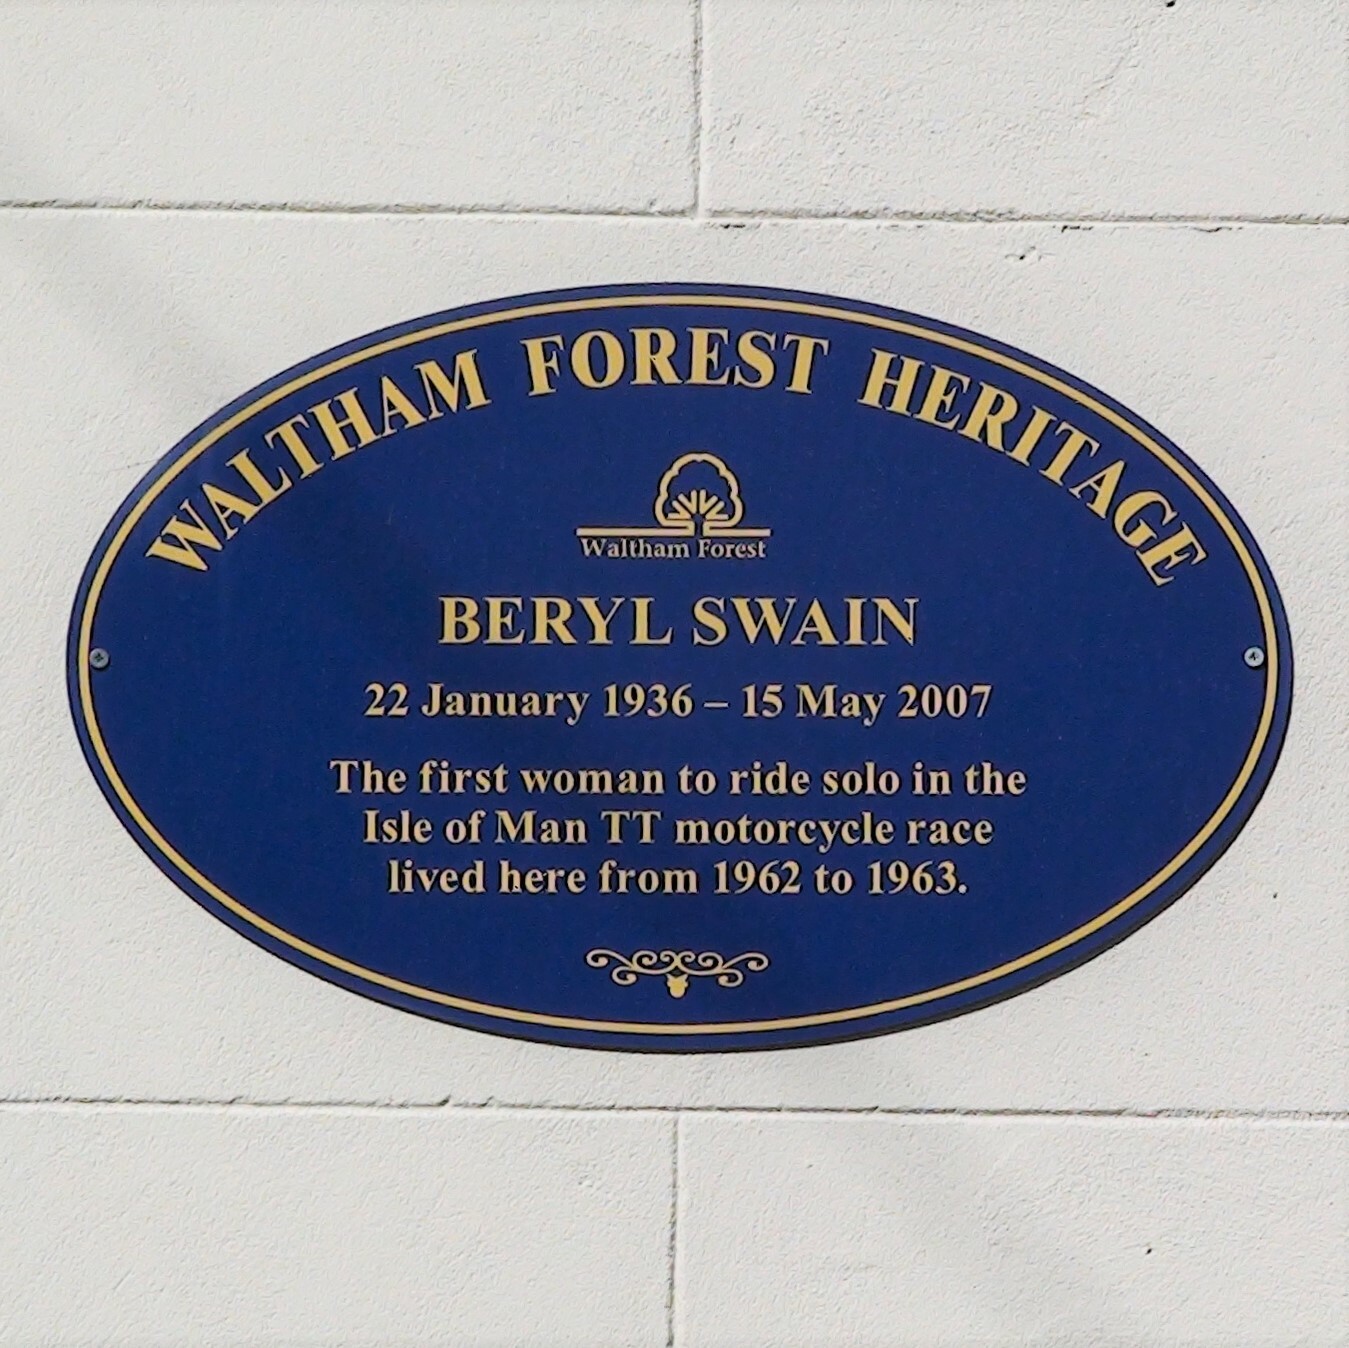 WALTHAM FOREST HERITAGE
Waltham Forest
BERYL SWAIN
22 January 1936 – 15 May 2007
The first woman to ride solo in the
Isle of Man TT motorcycle race
lived here from 1962 to 1963.